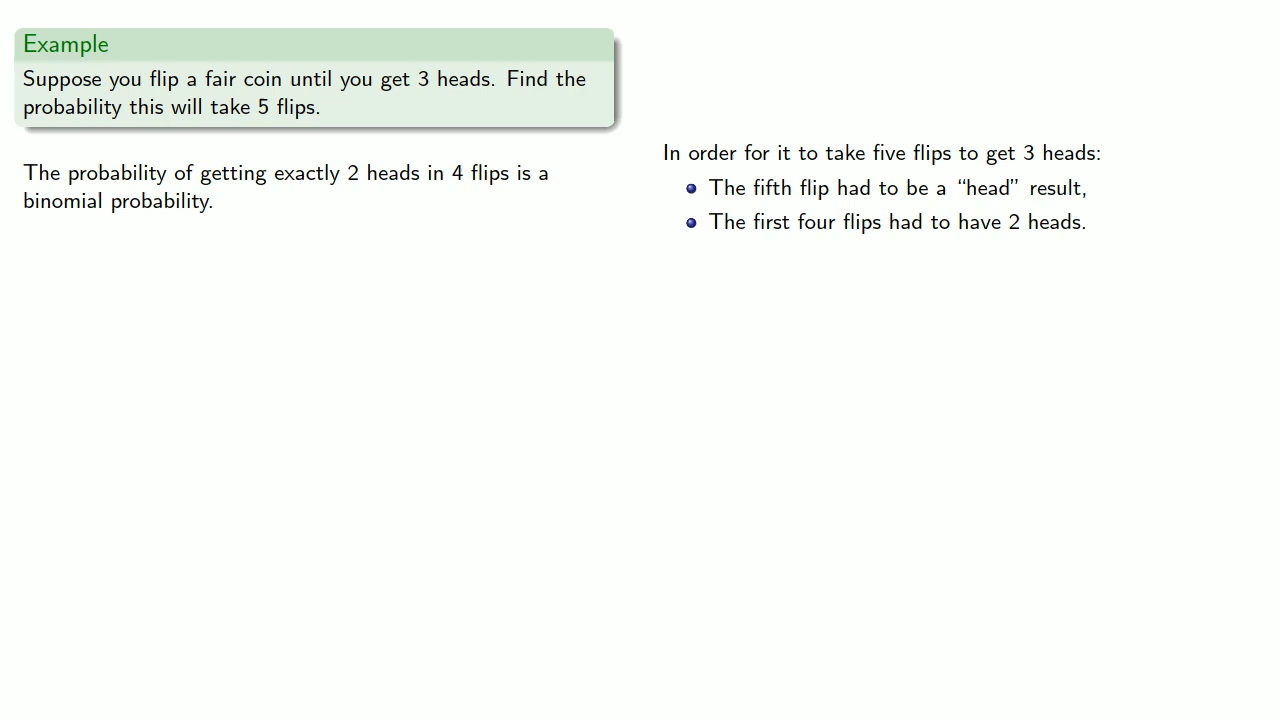 Example
Suppose you flip a fair coin until you get 3 heads. Find the
probability this will take 5 flips.
The probability of getting exactly 2 heads in 4 flips is a
binomial probability.
In order for it to take five flips to get 3 heads:
The fifth flip had to be a “head” result,
The first four flips had to have 2 heads.